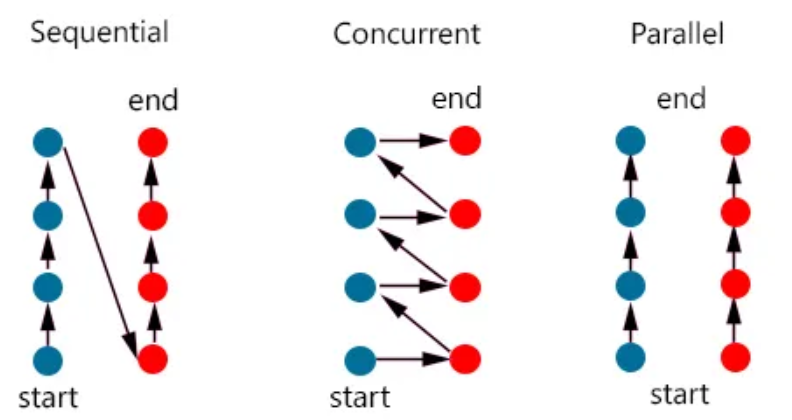 Sequential
Concurrent
Parallel
end
end
end
start
start
start